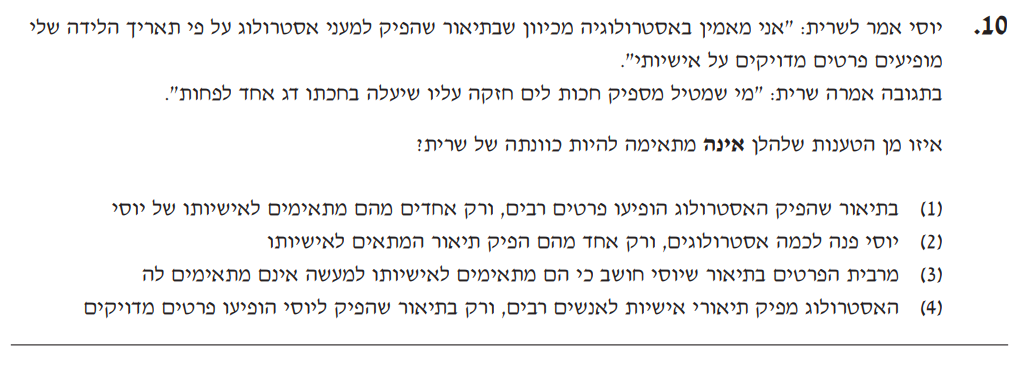 10. יוסי אמר לשרית: "אני מאמין באסטרולוגיה מכיוון שבתיאור שהפיק למעני אסטרולוג על פי תאריך הלידה שלי
מופיעים פרטים מדויקים על אישיותי".
בתגובה אמרה שרית: "מי שמטיל מספיק חכות לים חזקה עליו שיעלה בחכתו דג אחד לפחות".
איזו מן הטענות שלהלן אינה מתאימה להיות כוונתה של שרית?
(1) בתיאור שהפיק האסטרולוג הופיעו פרטים רבים, ורק אחדים מהם מתאימים לאישיותו של יוסי
(2) יוסי פנה לכמה אסטרולוגים, ורק אחד מהם הפיק תיאור המתאים לאישיותו
(3) מרבית הפרטים בתיאור שיוסי חושב כי הם מתאימים לאישיותו למעשה אינם מתאימים לה
(4) האסטרולוג מפיק תיאורי אישיות לאנשים רבים, ורק בתיאור שהפיק ליוסי הופיעו פרטים מדויקים